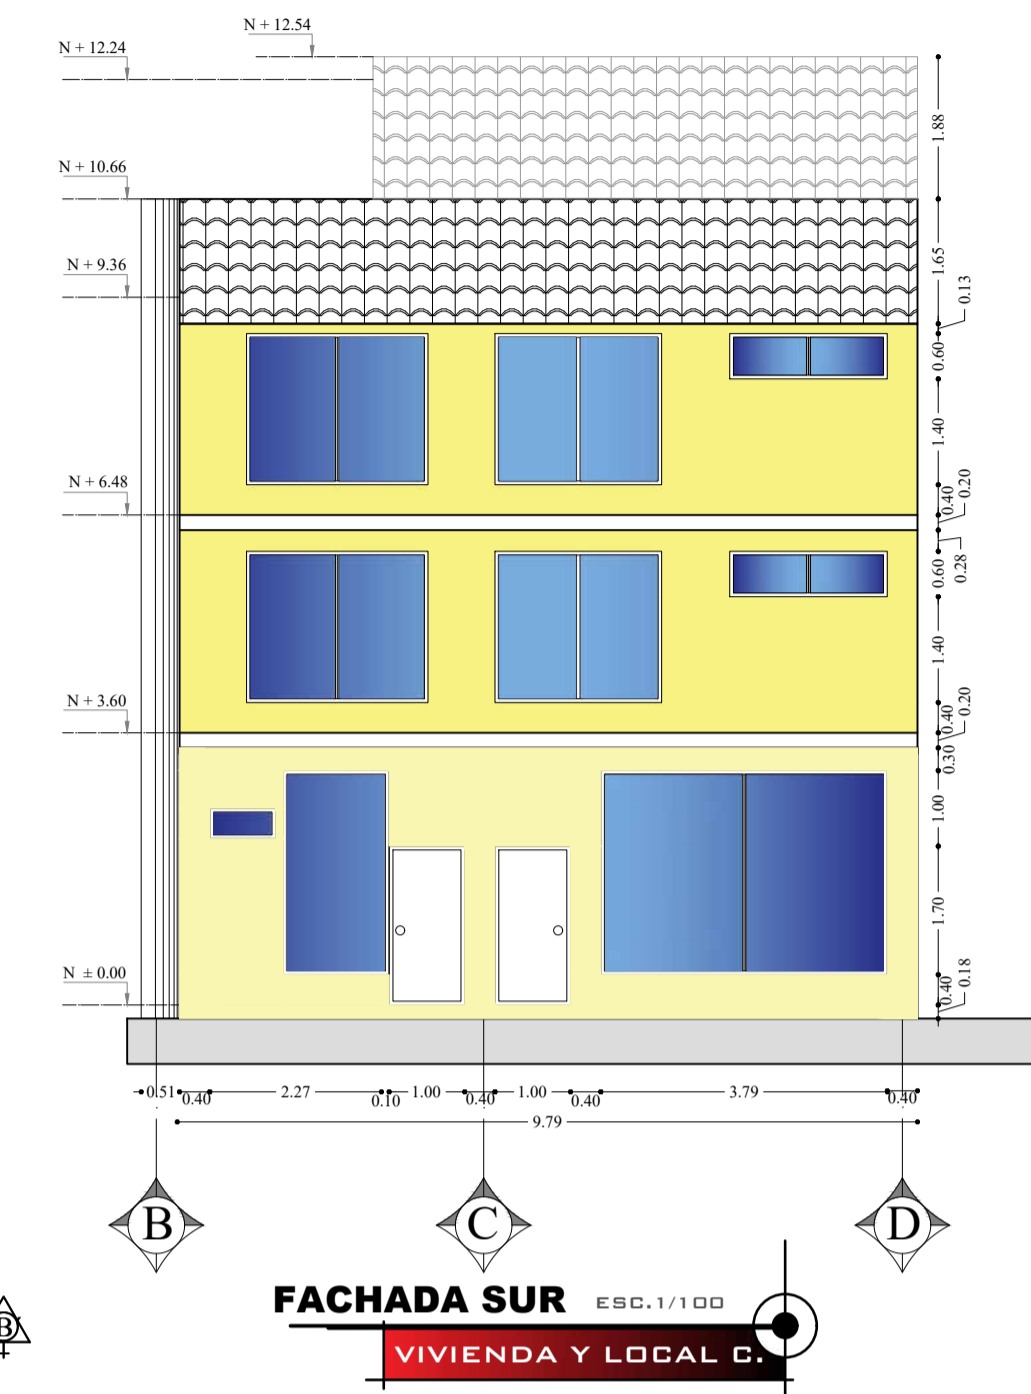 N + 12.54
N + 12.24
N + 10.66
N + 9.36
N + 6.48
N + 3.60
N ± 0.00
1.88
1.65
0.13
0.60
1.40
0.40
0.20
0.28
0.60
1.40
0.40
0.20
0.30
1.00
1.70
0.40
0.18
0.51
0.40
2.27
0.10
1.00
0.40
1.00
0.40
3.79
0.40
9.79
B
C
D
FACHADA SUR ESC.1/100
VIVIENDA Y LOCAL C.
B